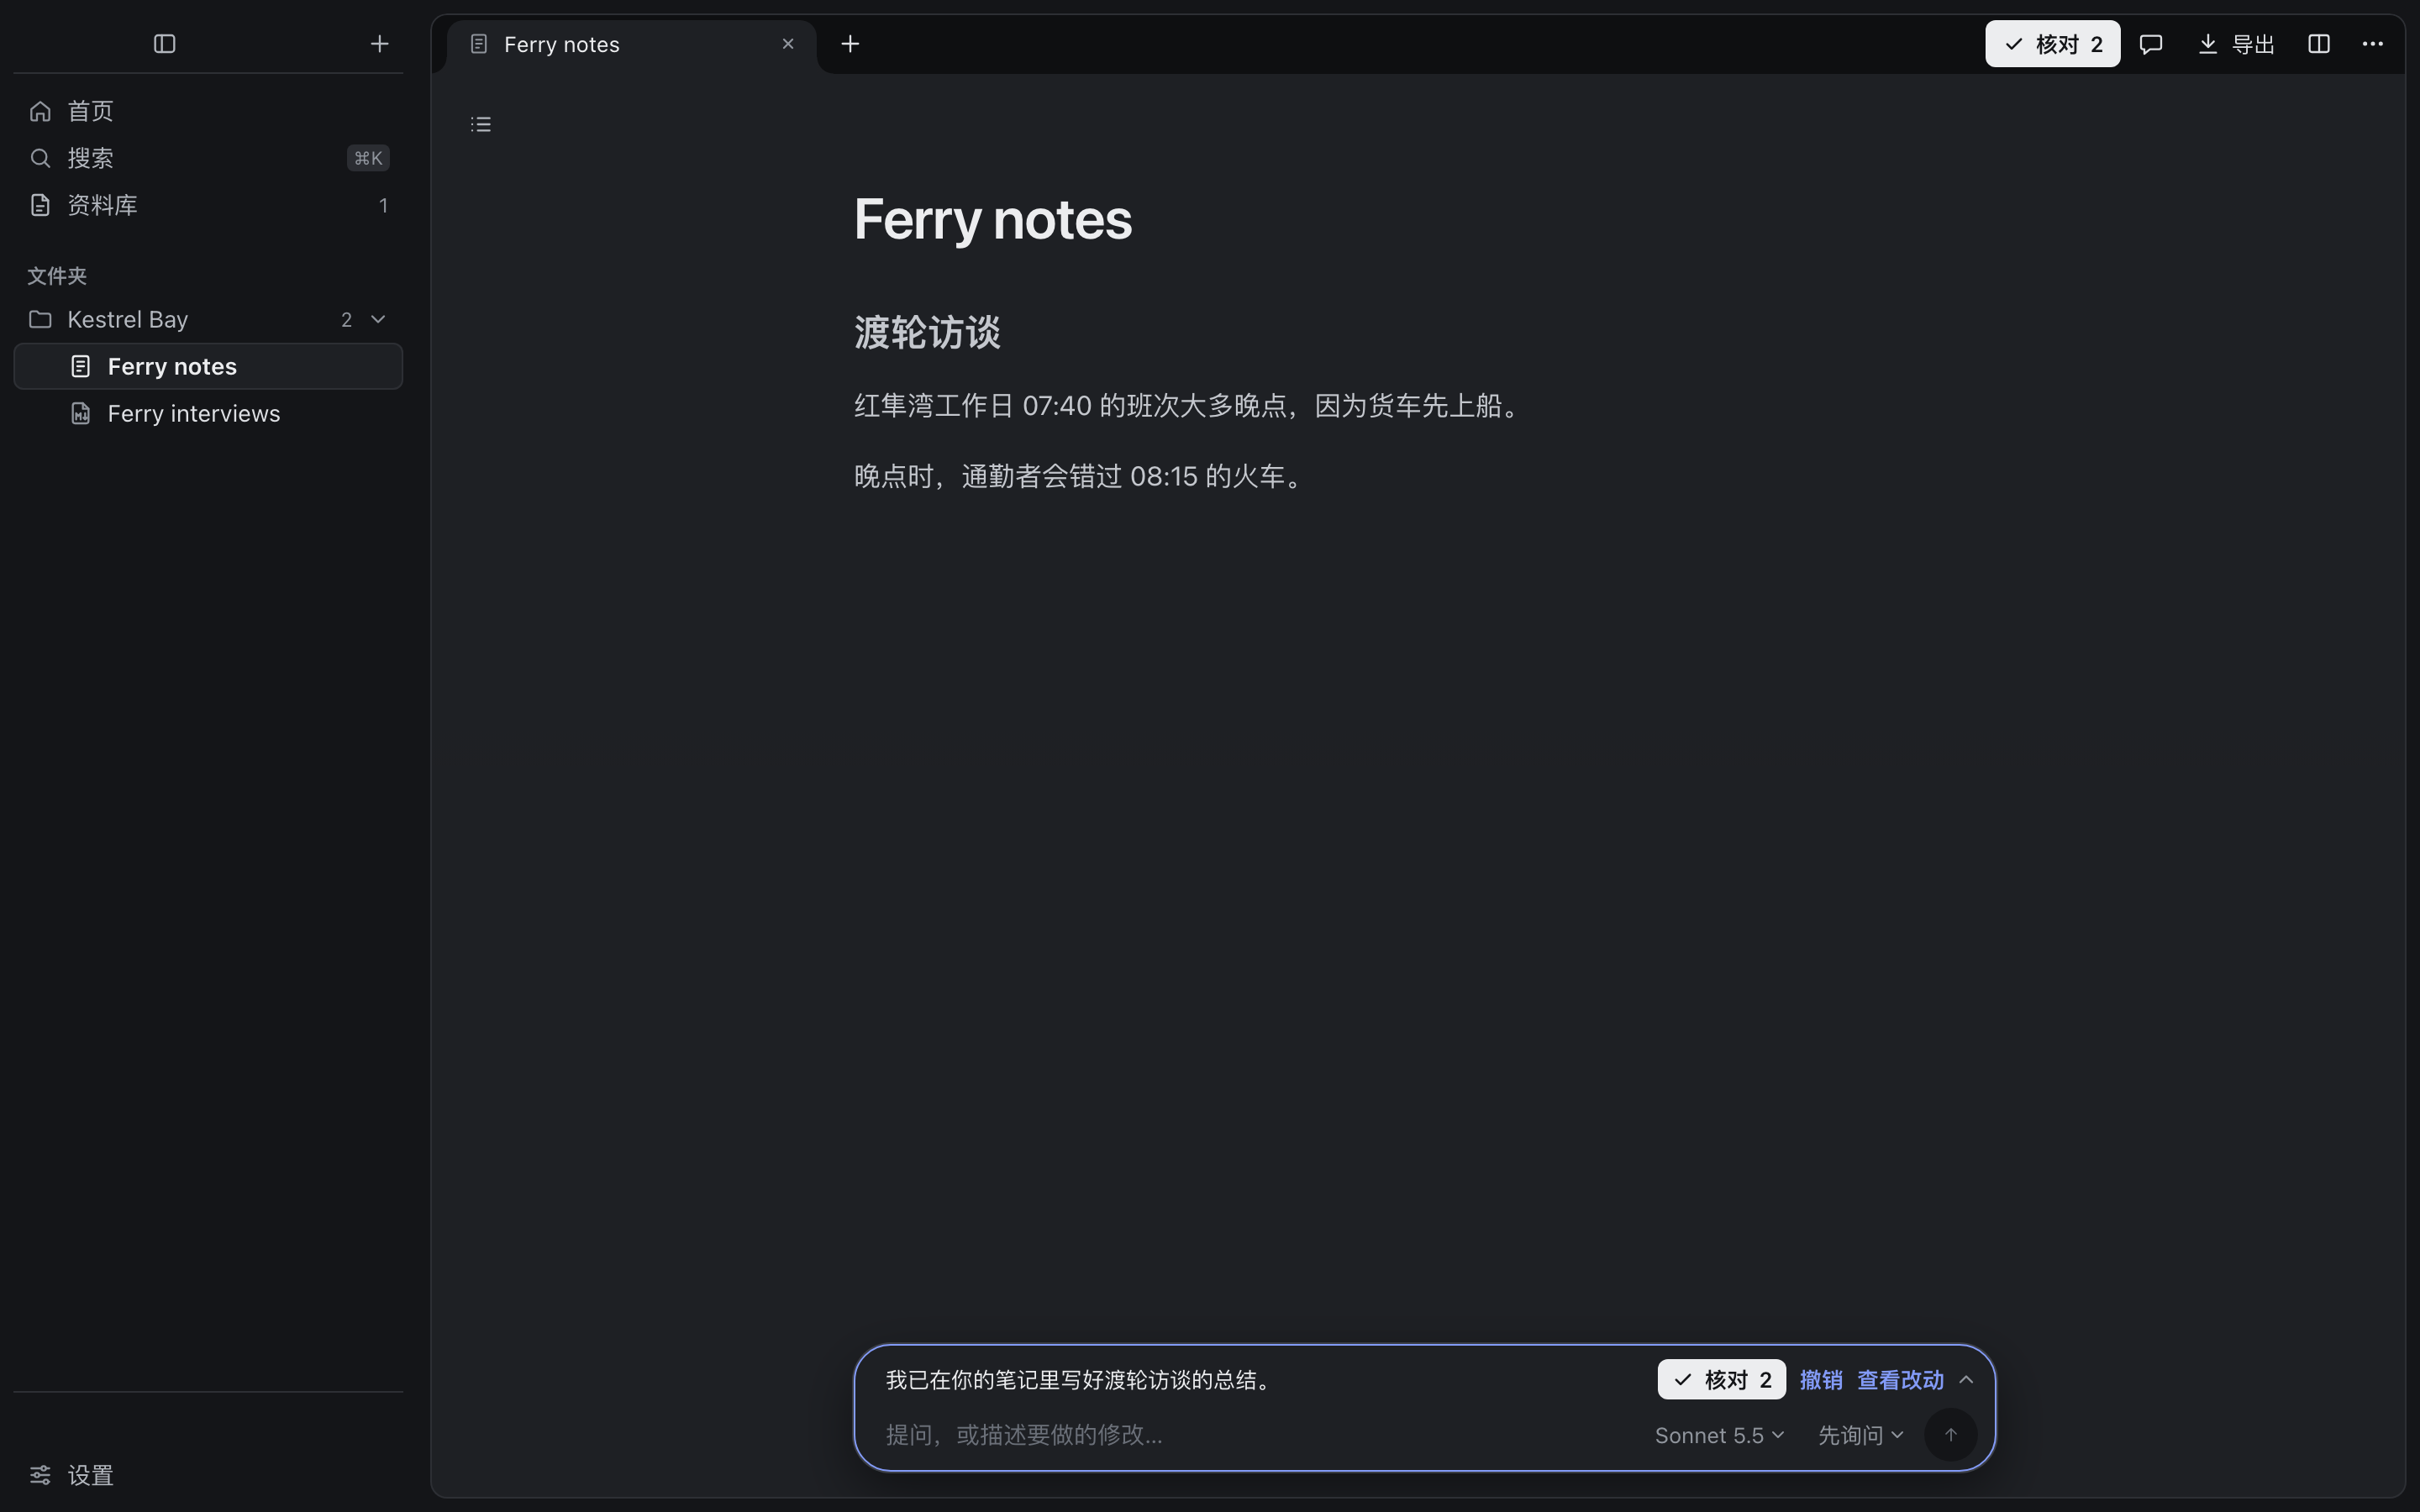 首页
搜索 ⌘K
资料库 1
文件夹
Kestrel Bay 2
Ferry notes
Ferry interviews
设置
Ferry notes
核对 2
导出
Ferry notes
渡轮访谈
红隼湾工作日 07:40 的班次大多晚点，因为货车先上船。
晚点时，通勤者会错过 08:15 的火车。
我已在你的笔记里写好渡轮访谈的总结。 核对 2 撤销 查看改动
提问，或描述要做的修改... Sonnet 5.5 先询问